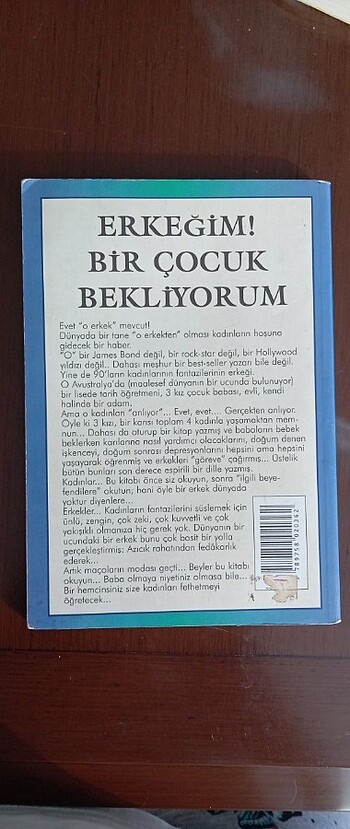 ERKEĞİM!
BİR ÇOCUK
BEKLİYORUM
Evet "o erkek" mevcut!
Dünyada bir tane "o erkekten" olması kadınların hoşuna
gidecek bir haber.
"O" bir James Bond değil, bir rock-star değil, bir Hollywood
yıldızı değil.. Dahası meşhur bir best-seller yazarı bile değil.
Yine de 90'ların kadınlarının fantazilerinin erkeği.
O Avustralya'da (maalesef dünyanın bir ucunda bulunuyor)
bir lisede tarih öğretmeni, 3 kız çocuk babası, evli, kendi
halinde bir adam.
Ama o kadınları "anlıyor"... Evet, evet.... Gerçekten anlıyor.
Öyle ki 3 kızı, bir karısı toplam 4 kadınla yaşamaktan mem-
nun... Dahası da oturup bir kitap yazmış ve babaların bebek
beklerken karılarına nasıl yardımcı olacaklarını, doğum denen
işkenceyi, doğum sonrası depresyonlarını hepsini ama hepsini
yaşayarak öğrenmiş ve erkekleri "göreve" çağırmış... Üstelik
bütün bunları son derece espirili bir dille yazmış.
Kadınlar... Bu kitabı önce siz okuyun, sonra "ilgili beye-
fendilere" okutun; hani öyle bir erkek dünyada
yoktur diyenlere...
Erkekler... Kadınların fantazilerini süslemek için
ünlü, zengin, çok zeki, çok kuvvetli ve çok
yakışıklı olmanıza hiç gerek yok. Dünyanın bir
ucundaki bir erkek bunu çok basit bir yolla
gerçekleştirmiş: Azıcık rahatından fedâkarlık
ederek...
Artık maçoların modası geçti... Beyler bu kitabı
okuyun... Baba olmaya niyetiniz olmasa bile...
Bir hemcinsiniz size kadınları fethetmeyi
öğretecek...
9789758020362